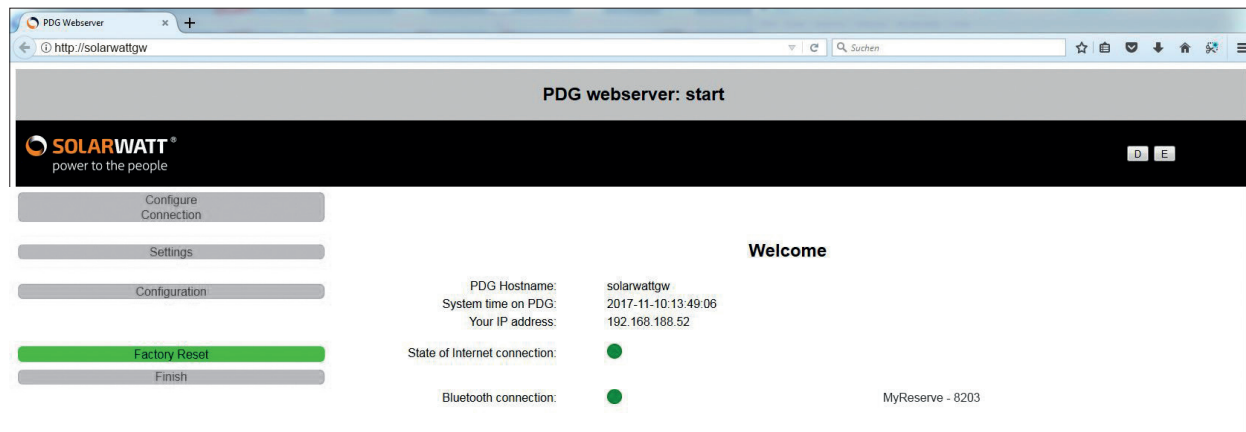 PDG Webserver × +
http://solarwattgw
Suchen
PDG webserver: start
SOLARWATT®
power to the people
D E
Configure
Connection
Settings
Configuration
Factory Reset
Finish
Welcome
PDG Hostname: solarwattgw
System time on PDG: 2017-11-10:13:49:06
Your IP address: 192.168.188.52
State of Internet connection:
Bluetooth connection: MyReserve - 8203